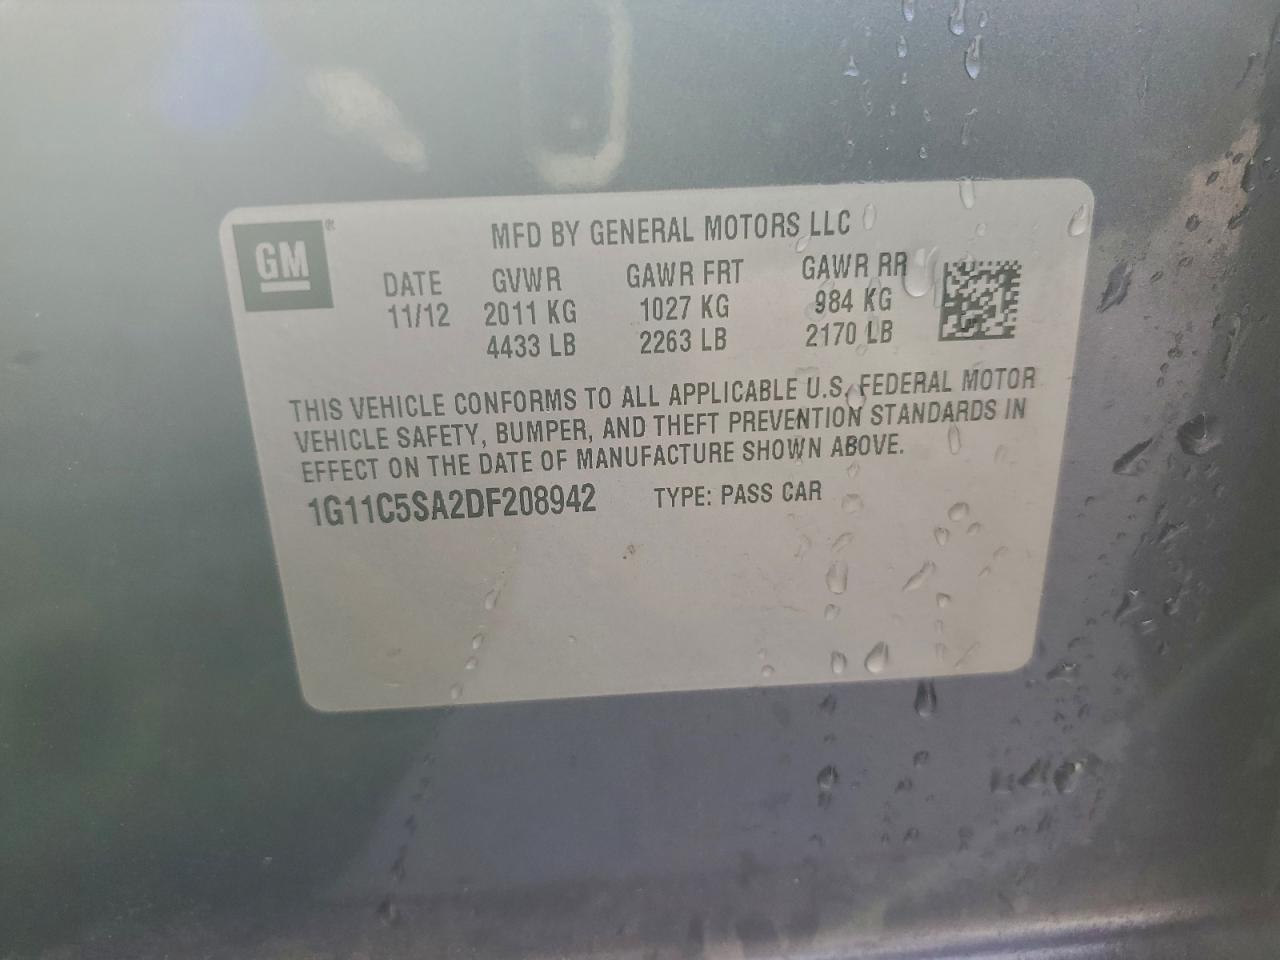 GM ®
MFD BY GENERAL MOTORS LLC
DATE GVWR GAWR FRT GAWR RR
11/12 2011 KG 1027 KG 984 KG
4433 LB 2263 LB 2170 LB
THIS VEHICLE CONFORMS TO ALL APPLICABLE U.S. FEDERAL MOTOR
VEHICLE SAFETY, BUMPER, AND THEFT PREVENTION STANDARDS IN
EFFECT ON THE DATE OF MANUFACTURE SHOWN ABOVE.
1G11C5SA2DF208942 TYPE: PASS CAR